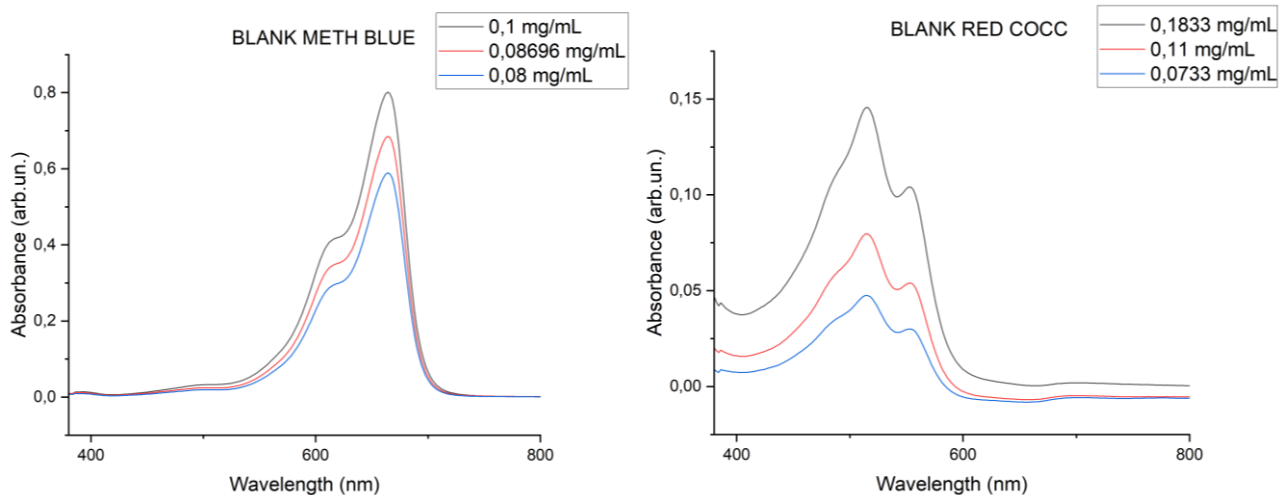 BLANK METH BLUE
0,1 mg/mL
0,08696 mg/mL
0,08 mg/mL
0,8
0,6
0,4
0,2
0,0
Absorbance (arb.un.)
400
600
800
Wavelength (nm)
BLANK RED COCC
0,1833 mg/mL
0,11 mg/mL
0,0733 mg/mL
0,15
0,10
0,05
0,00
Absorbance (arb.un.)
400
600
800
Wavelength (nm)